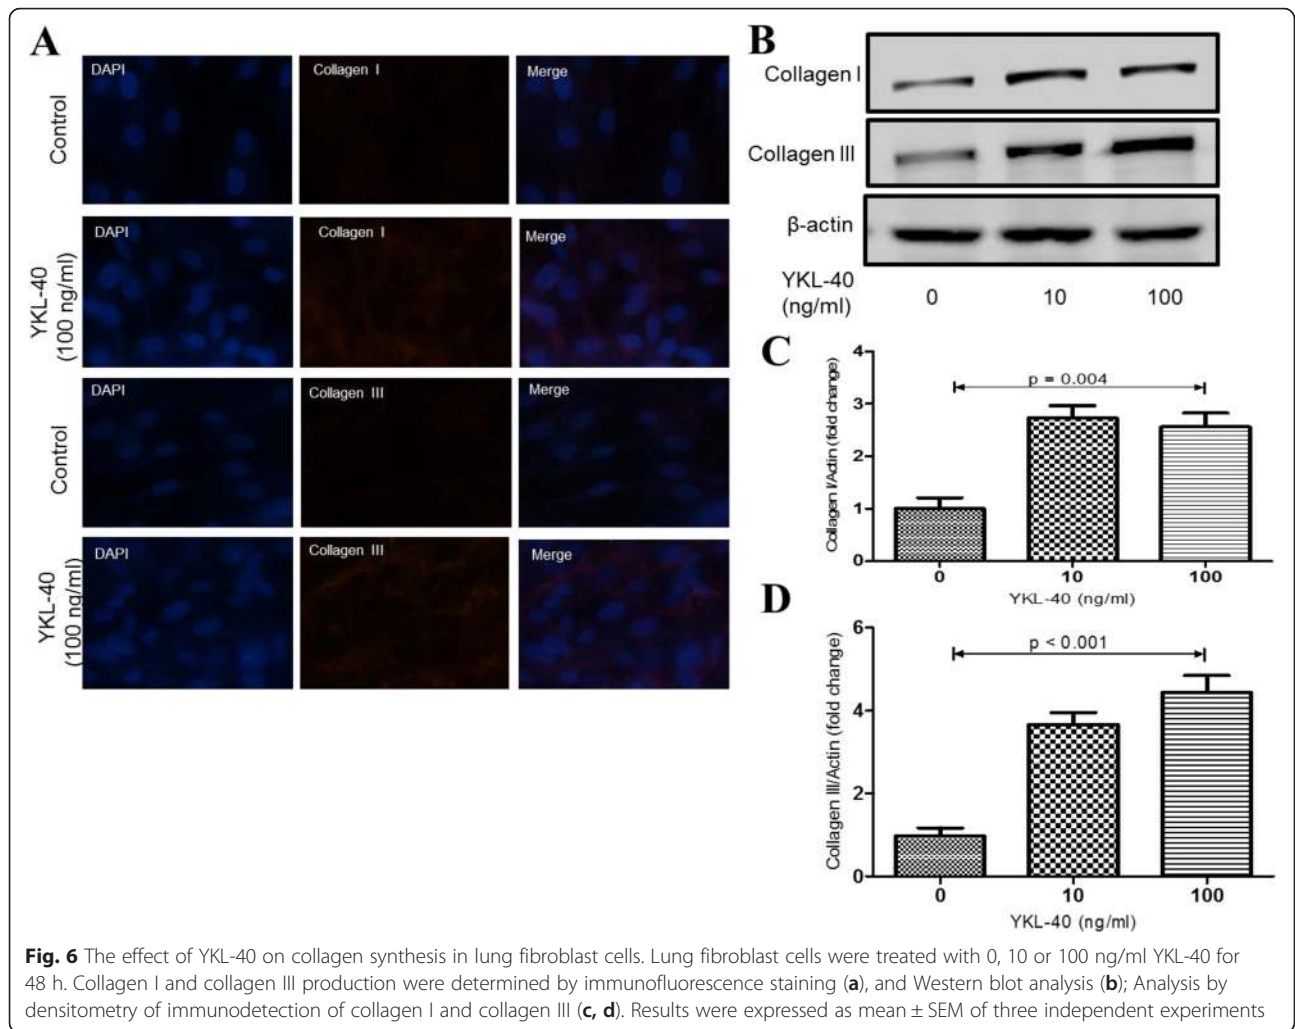 A
Control
DAPI
Collagen I
Merge
YKL-40
(100 ng/ml)
DAPI
Collagen I
Merge
Control
DAPI
Collagen III
Merge
YKL-40
(100 ng/ml)
DAPI
Collagen III
Merge
B
Collagen I
Collagen III
β-actin
YKL-40
(ng/ml)
0
10
100
C
Collagen I/Actin (fold change)
4
3
2
1
0
p = 0.004
0
10
100
YKL-40 (ng/ml)
D
Collagen III/Actin (fold change)
6
4
2
0
p < 0.001
0
10
100
YKL-40 (ng/ml)
Fig. 6 The effect of YKL-40 on collagen synthesis in lung fibroblast cells. Lung fibroblast cells were treated with 0, 10 or 100 ng/ml YKL-40 for
48 h. Collagen I and collagen III production were determined by immunofluorescence staining (a), and Western blot analysis (b); Analysis by
densitometry of immunodetection of collagen I and collagen III (c, d). Results were expressed as mean ± SEM of three independent experiments